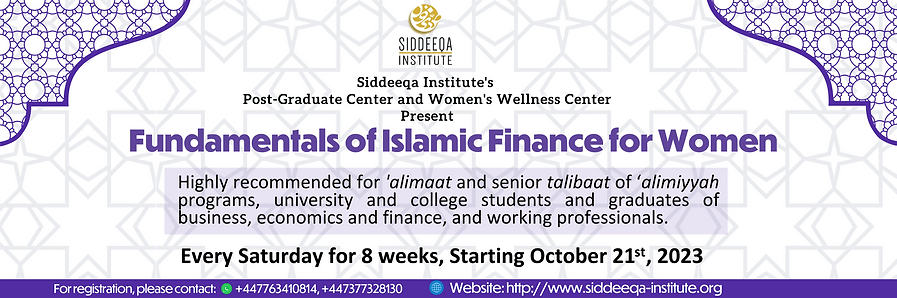 SIDDEEQA
INSTITUTE
Siddeeqa Institute's
Post-Graduate Center and Women's Wellness Center
Present
Fundamentals of Islamic Finance for Women
Highly recommended for 'alimaat and senior talibaat of ‘alimiyyah
programs, university and college students and graduates of
business, economics and finance, and working professionals.
Every Saturday for 8 weeks, Starting October 21st, 2023
For registration, please contact: +447763410814, +447377328130 Website: http://www.siddeeqa-institute.org